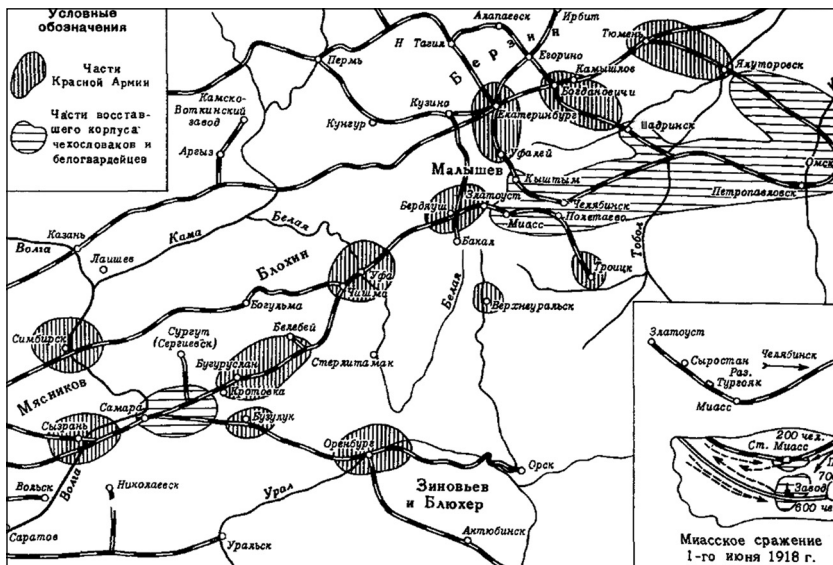 Условные
обозначения
Части
Красной Армии
Части восстав-
шего корпуса
чехословаков и
белогвардейцев
Пермь
Н Тагил
Алапаевск
Ирбит
Берзин
Егорино
Тюмень
Ялуторовск
Камышлов
Богдановичи
Камско-
Воткинский
завод
Кунгур
Кузино
Екатеринбург
Шадринск
Аргыз
Уфалей
Малышев
Кыштым
Омск
Петропавловск
Златоуст
Бердяуш
Челябинск
Миасс
Полетаево
Казань
Волга
Кама
Белая
Лаишев
Бакал
Тобол
Троицк
Блохин
Уфа
Чишма
Белая
Верхнеуральск
Бугульма
Симбирск
Сургут
(Сергиевск)
Белебей
Стерлитамак
Бугуруслан
Кротовка
Мясников
Самара
Бузулук
Сызрань
Оренбург
Орск
Вольск
Волга
Николаевск
Урал
Зиновьев
и Блюхер
Саратов
Уральск
Актюбинск
Златоуст
Сыростан
Раз.
Тургояк
Челябинск
Миасс
200 чел.
Ст. Миасс
700
Завод
600 че
Миасское сражение
1-го июня 1918 г.